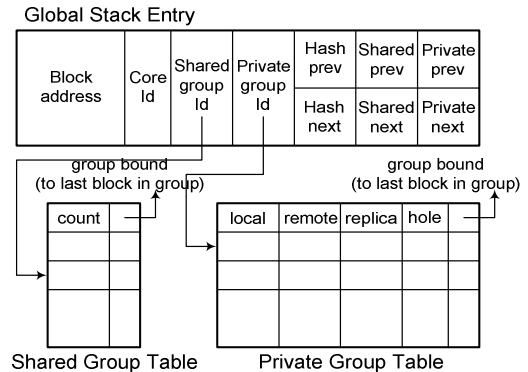 Global Stack Entry
Block
address
Core
Id
Shared
group
Id
Private
group
Id
Hash
prev
Shared
prev
Private
prev
Hash
next
Shared
next
Private
next
group bound
(to last block in group)
group bound
(to last block in group)
count
local
remote
replica
hole
Shared Group Table
Private Group Table